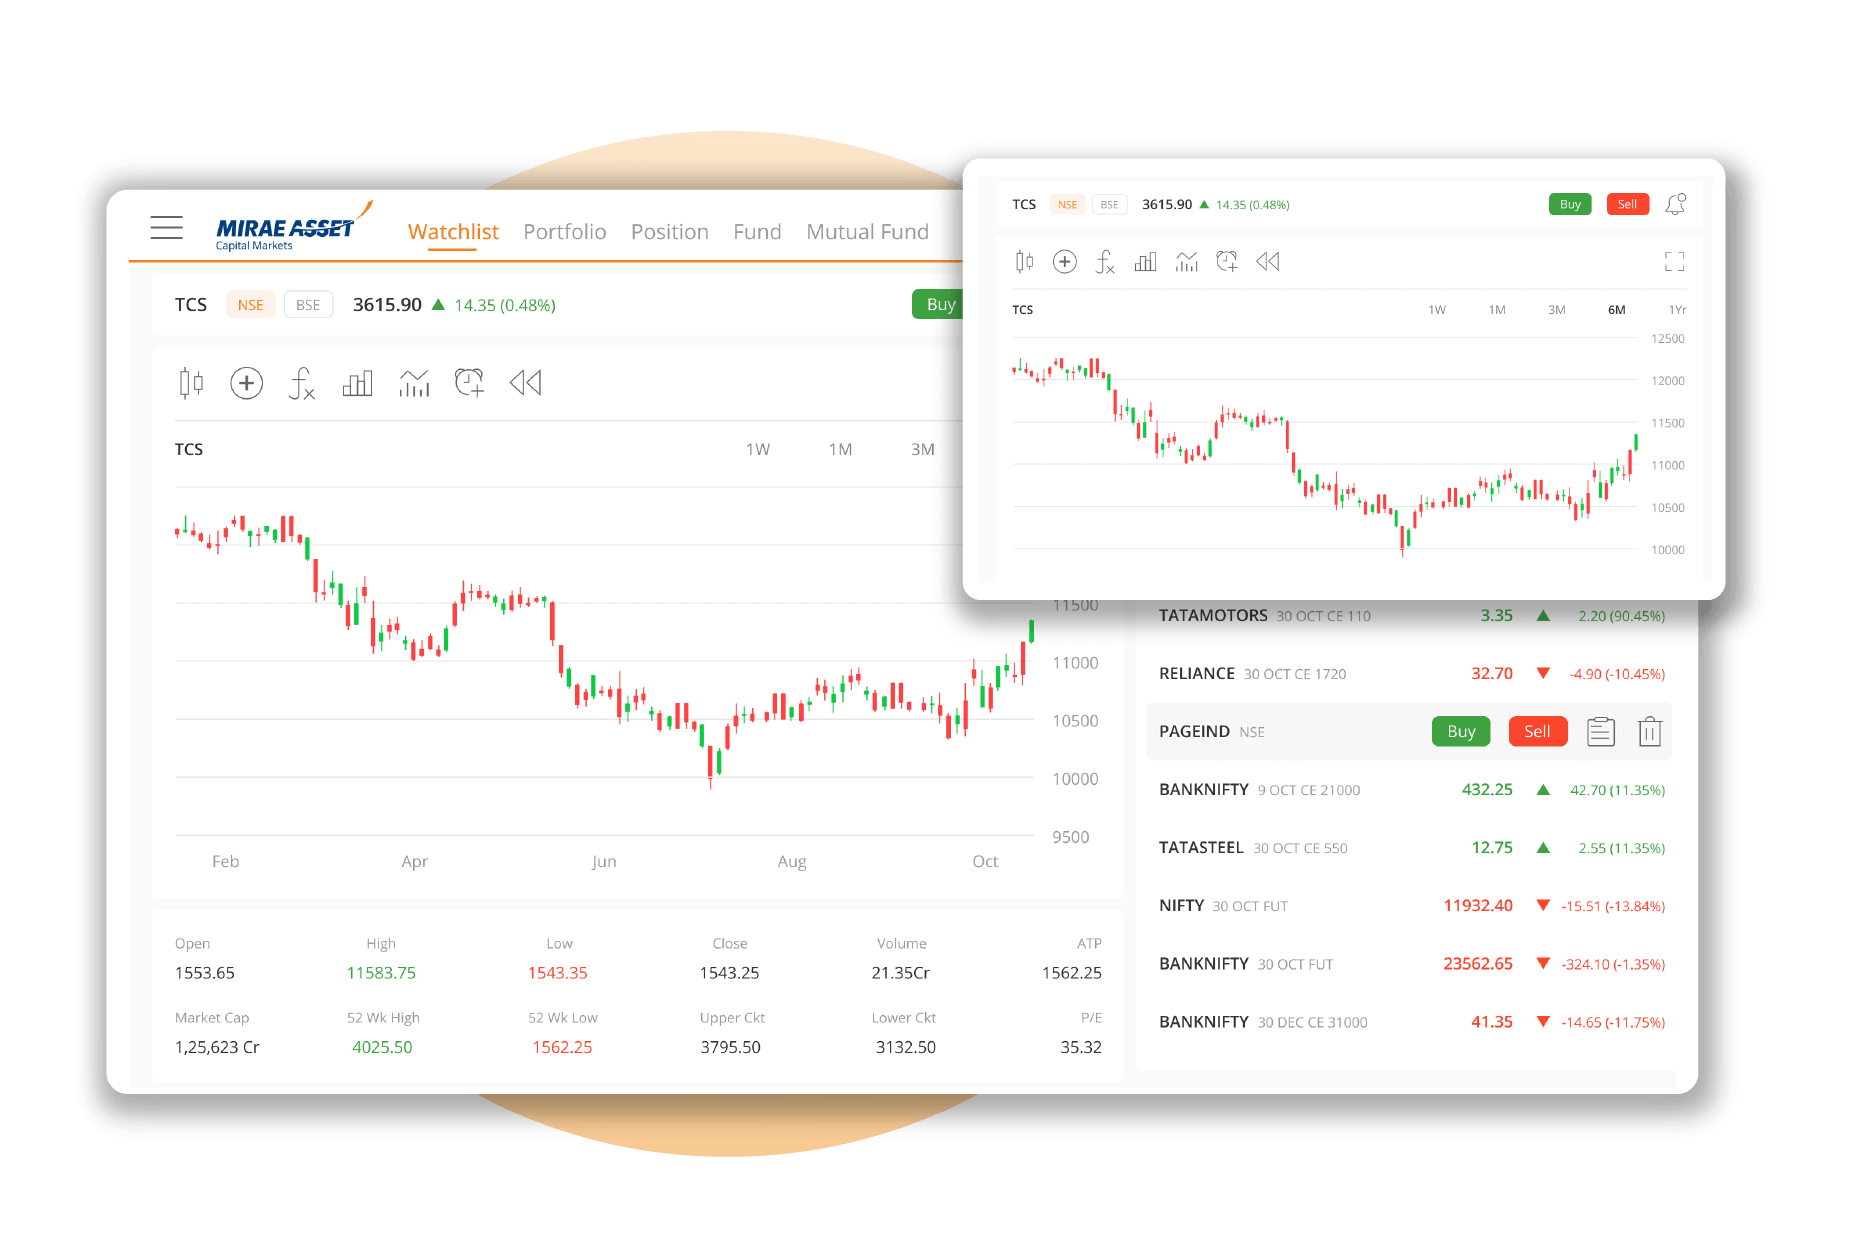 MIRAE ASSET
Capital Markets
Watchlist Portfolio Position Fund Mutual Fund
TCS NSE BSE 3615.90 ▲ 14.35 (0.48%) Buy
fx
TCS 1W 1M 3M
11500
11000
10500
10000
9500
Feb Apr Jun Aug Oct
Open High Low Close Volume ATP
1553.65 11583.75 1543.35 1543.25 21.35Cr 1562.25
Market Cap 52 Wk High 52 Wk Low Upper Ckt Lower Ckt P/E
1,25,623 Cr 4025.50 1562.25 3795.50 3132.50 35.32
TCS NSE BSE 3615.90 ▲ 14.35 (0.48%) Buy Sell
fx
TCS 1W 1M 3M 6M 1Yr
12500
12000
11500
11000
10500
10000
TATAMOTORS 30 OCT CE 110 3.35 ▲ 2.20 (90.45%)
RELIANCE 30 OCT CE 1720 32.70 ▼ -4.90 (-10.45%)
PAGEIND NSE Buy Sell
BANKNIFTY 9 OCT CE 21000 432.25 ▲ 42.70 (11.35%)
TATASTEEL 30 OCT CE 550 12.75 ▲ 2.55 (11.35%)
NIFTY 30 OCT FUT 11932.40 ▼ -15.51 (-13.84%)
BANKNIFTY 30 OCT FUT 23562.65 ▼ -324.10 (-1.35%)
BANKNIFTY 30 DEC CE 31000 41.35 ▼ -14.65 (-11.75%)